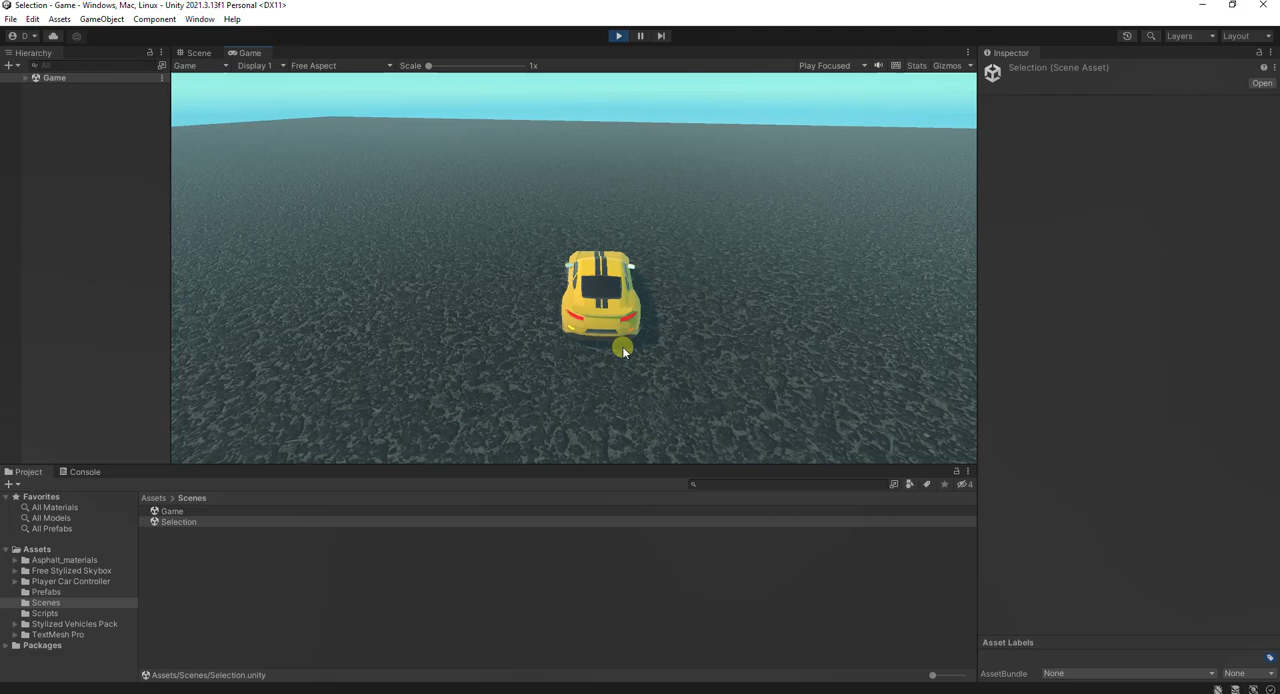 Selection - Game - Windows, Mac, Linux - Unity 2021.3.13f1 Personal <DX11>
File Edit Assets GameObject Component Window Help
D Layers Layout
Hierarchy Scene Game Inspector
All Game Display 1 Free Aspect Scale 1x Play Focused Stats Gizmos Selection (Scene Asset)
Game
Open
Project Console
Favorites Assets > Scenes 4
All Materials Game
All Models Selection
All Prefabs
Assets
Asphalt_materials
Free Stylized Skybox
Player Car Controller
Prefabs
Scenes
Scripts
Stylized Vehicles Pack
TextMesh Pro
Packages
Asset Labels
Assets/Scenes/Selection.unity AssetBundle None None